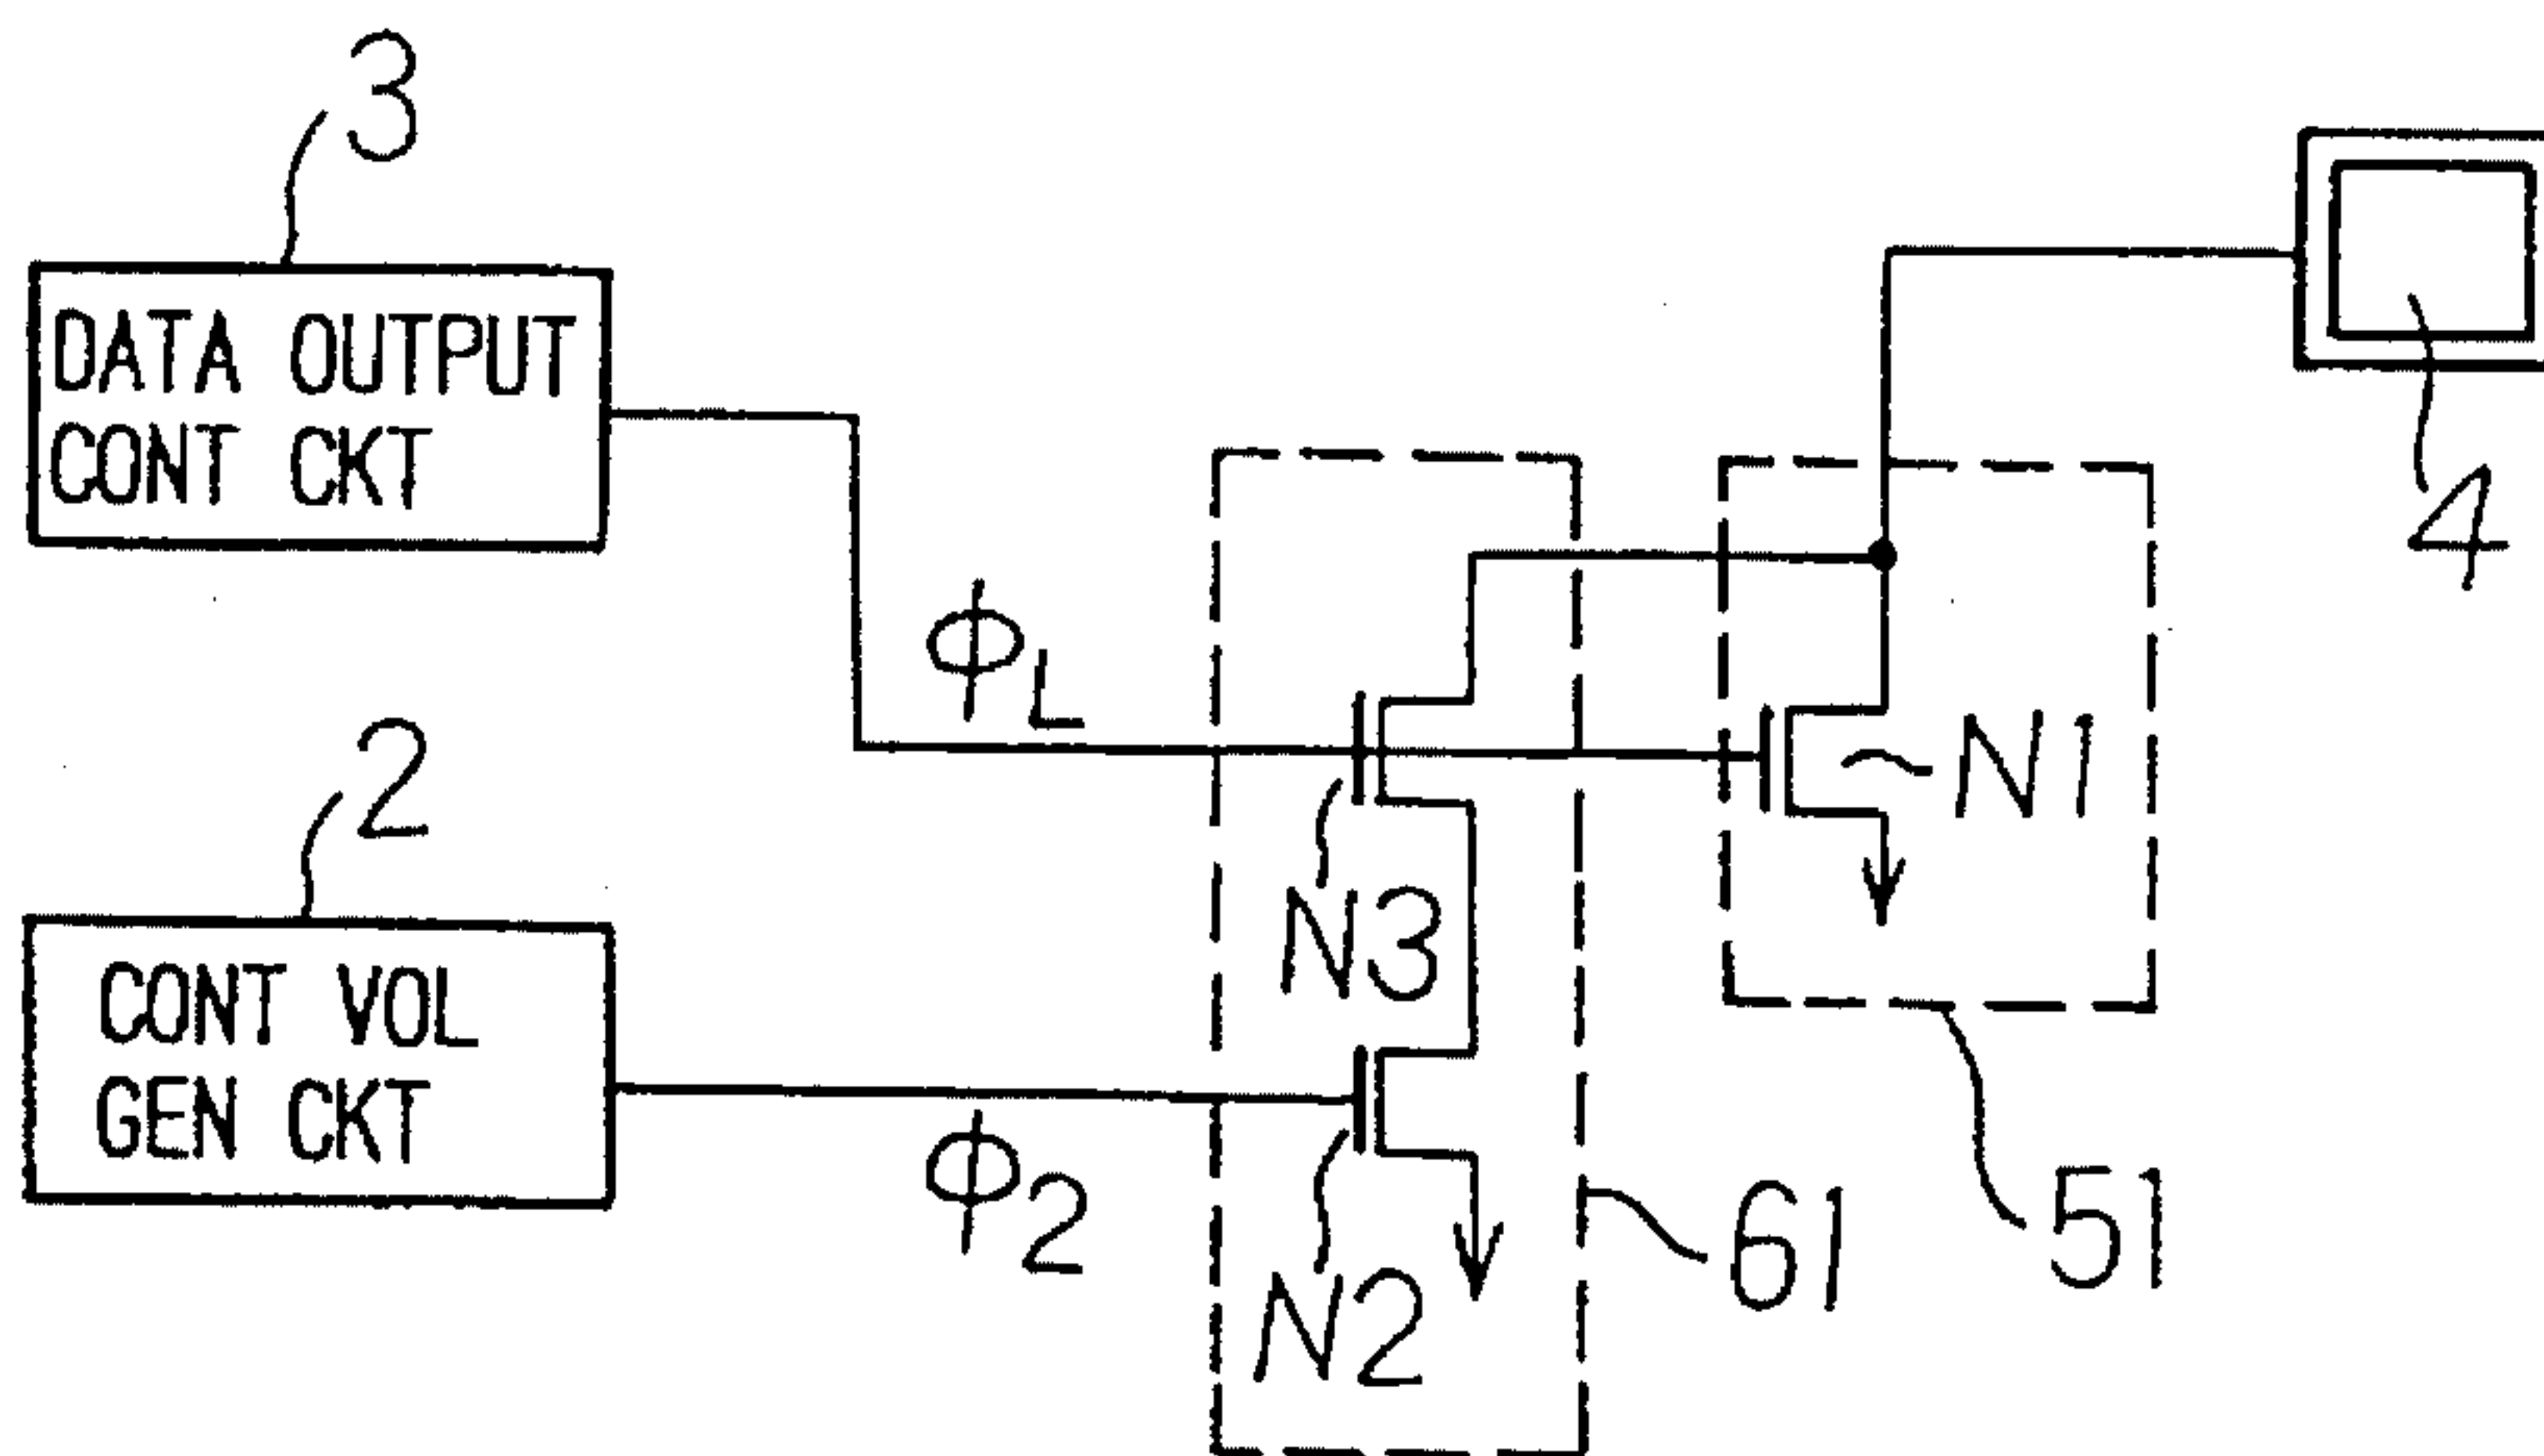 3
DATA OUTPUT
CONT CKT
4
ϕL
N1
2
N3
CONT VOL
GEN CKT
ϕ2
61
51
N2